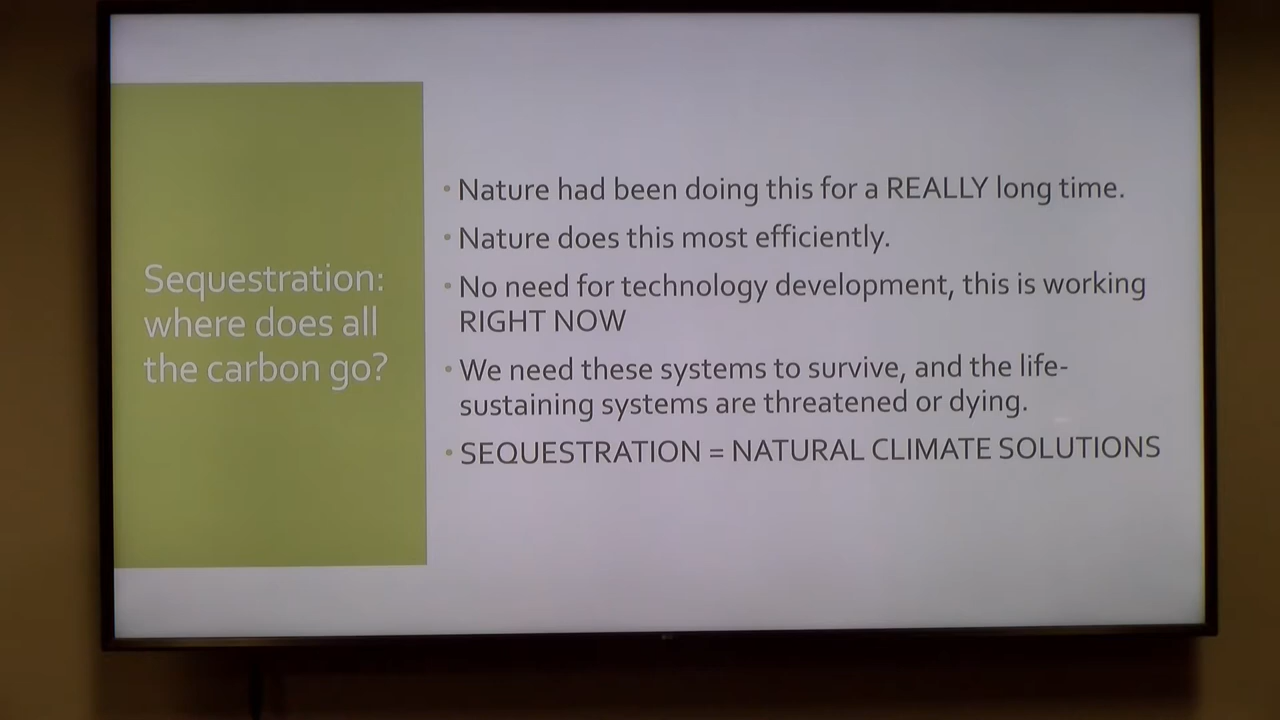 Sequestration:
where does all
the carbon go?
• Nature had been doing this for a REALLY long time.
• Nature does this most efficiently.
• No need for technology development, this is working
RIGHT NOW
• We need these systems to survive, and the life-
sustaining systems are threatened or dying.
• SEQUESTRATION = NATURAL CLIMATE SOLUTIONS